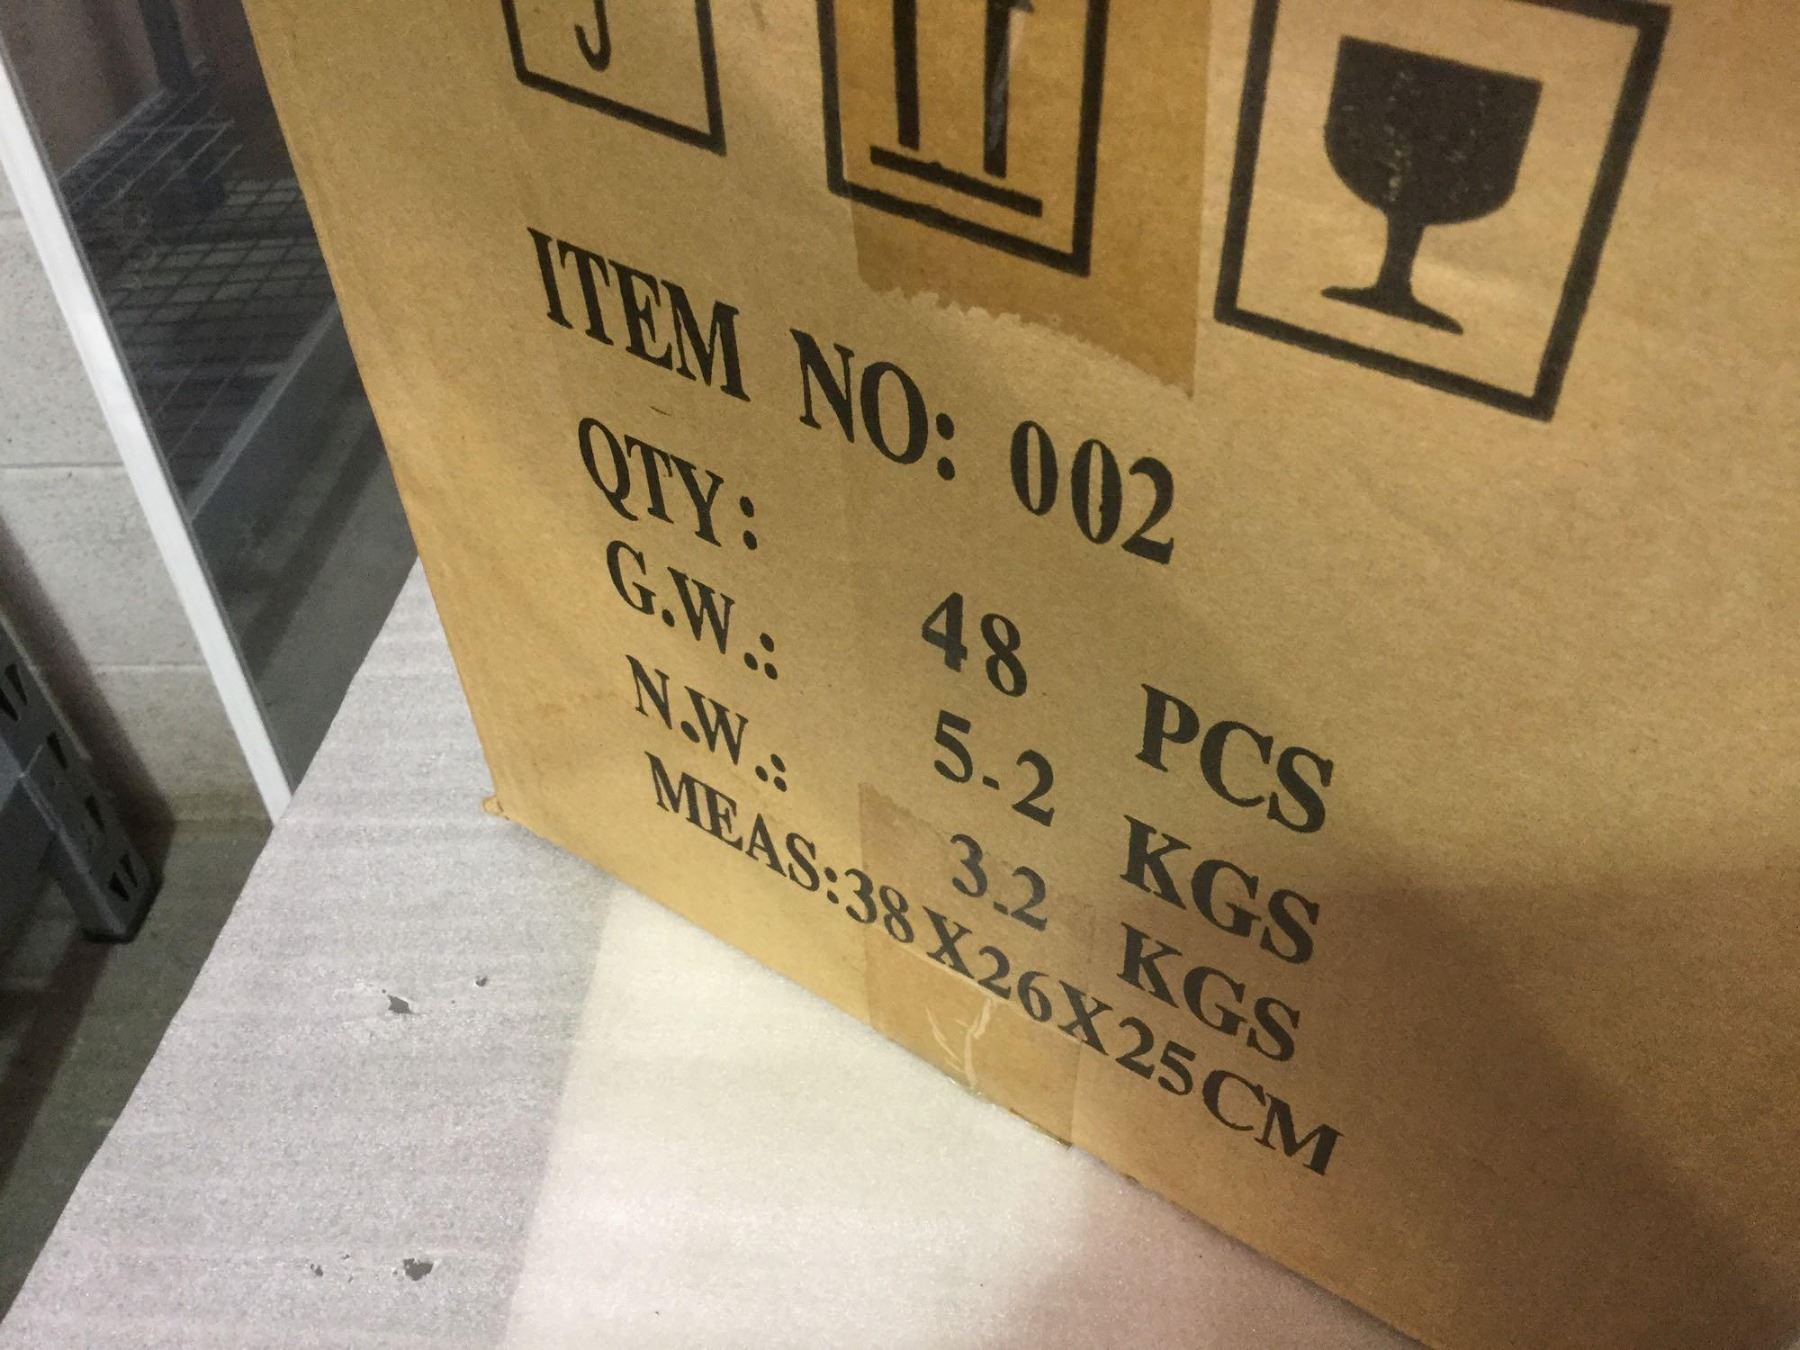 ITEM NO: 002
QTY: 48 PCS
G.W.: 5.2 KGS
N.W.: 3.2 KGS
MEAS:38X26X25CM